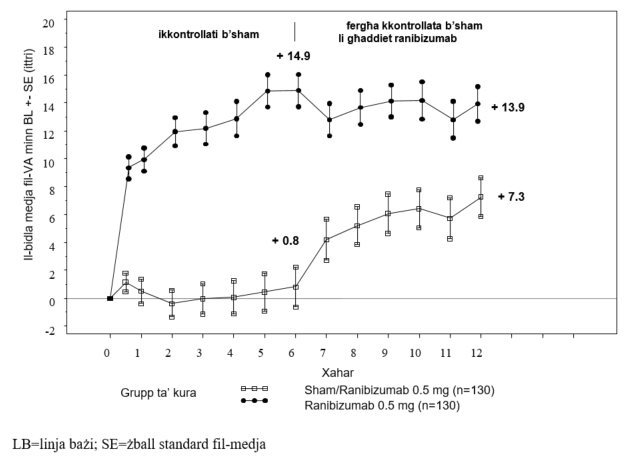 ikkontrollati b'sham
fergħa kkontrollata b'sham
li għaddiet ranibizumab
+ 14.9
+ 13.9
+ 7.3
+ 0.8
Il-bidla medja fil-VA minn BL +- SE (ittri)
20
18
16
14
12
10
8
6
4
2
0
-2
0 1 2 3 4 5 6 7 8 9 10 11 12
Xahar
Grupp ta' kura
Sham/Ranibizumab 0.5 mg (n=130)
Ranibizumab 0.5 mg (n=130)
LB=linja bażi; SE=żball standard fil-medja